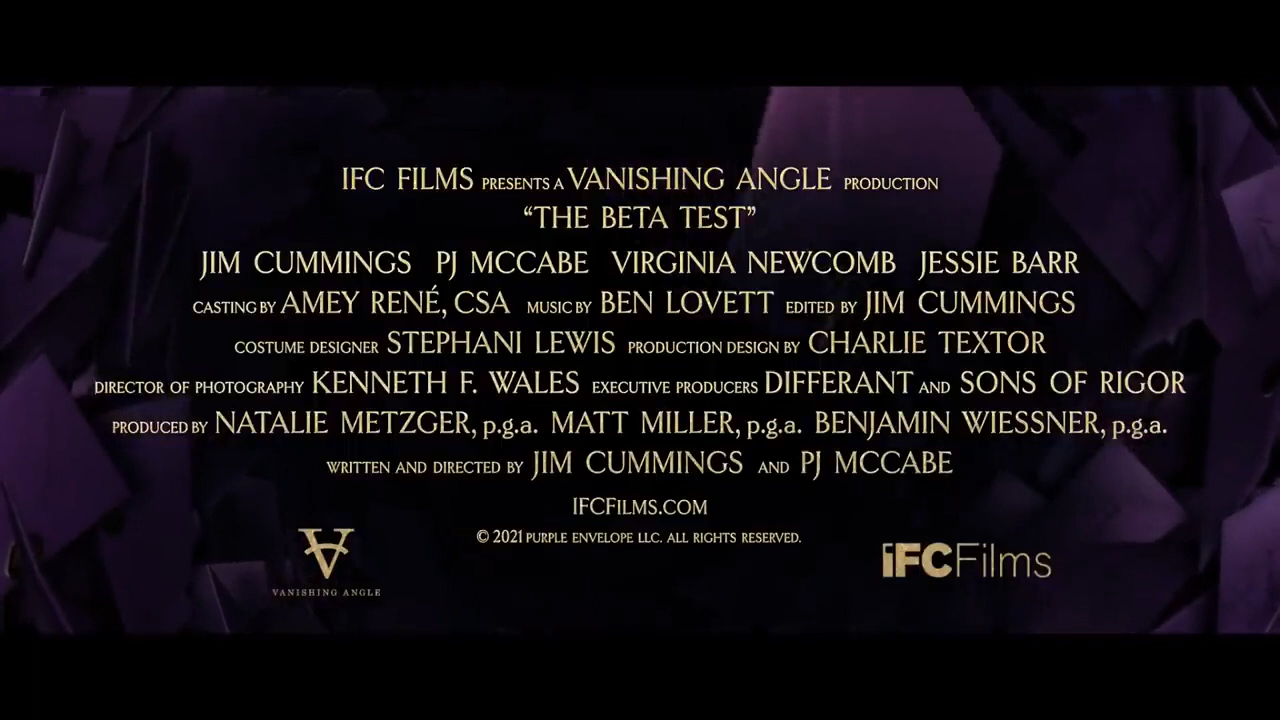 IFC FILMS PRESENTS A VANISHING ANGLE PRODUCTION
“THE BETA TEST”
JIM CUMMINGS PJ MCCABE VIRGINIA NEWCOMB JESSIE BARR
CASTING BY AMEY RENÉ, CSA MUSIC BY BEN LOVETT EDITED BY JIM CUMMINGS
COSTUME DESIGNER STEPHANI LEWIS PRODUCTION DESIGN BY CHARLIE TEXTOR
DIRECTOR OF PHOTOGRAPHY KENNETH F. WALES EXECUTIVE PRODUCERS DIFFERANT AND SONS OF RIGOR
PRODUCED BY NATALIE METZGER, p.g.a. MATT MILLER, p.g.a. BENJAMIN WIESSNER, p.g.a.
WRITTEN AND DIRECTED BY JIM CUMMINGS AND PJ MCCABE
IFCFILMS.COM
© 2021 PURPLE ENVELOPE LLC. ALL RIGHTS RESERVED.
VANISHING ANGLE
IFCFilms